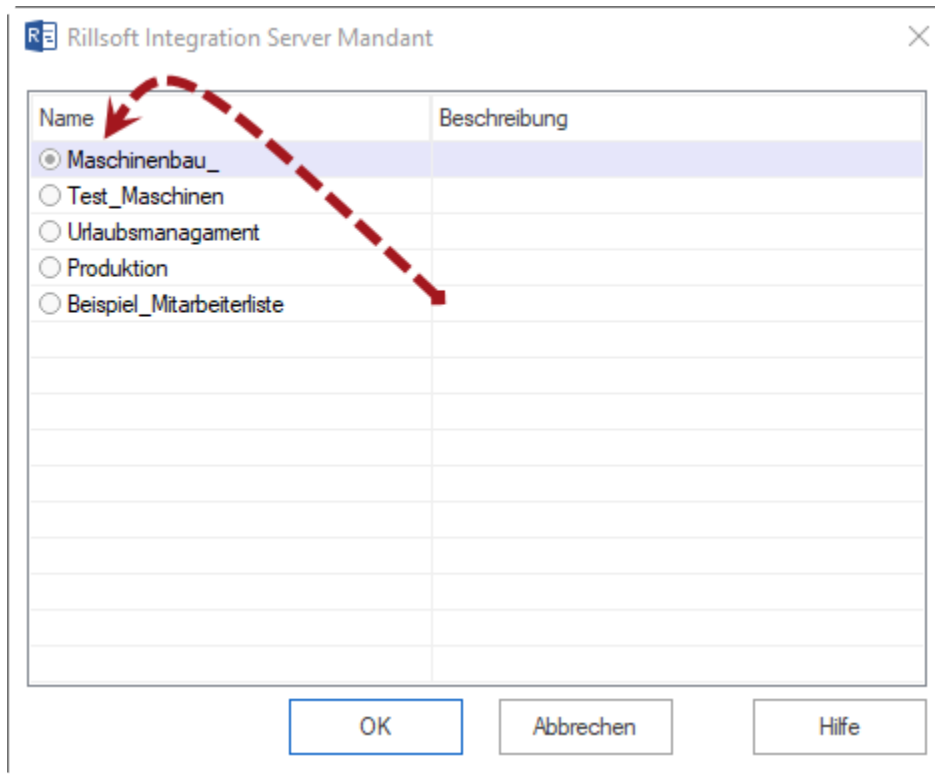 Rillsoft Integration Server Mandant
Name Beschreibung
Maschinenbau_
Test_Maschinen
Urlaubsmanagament
Produktion
Beispiel_Mitarbeiterliste
OK Abbrechen Hilfe